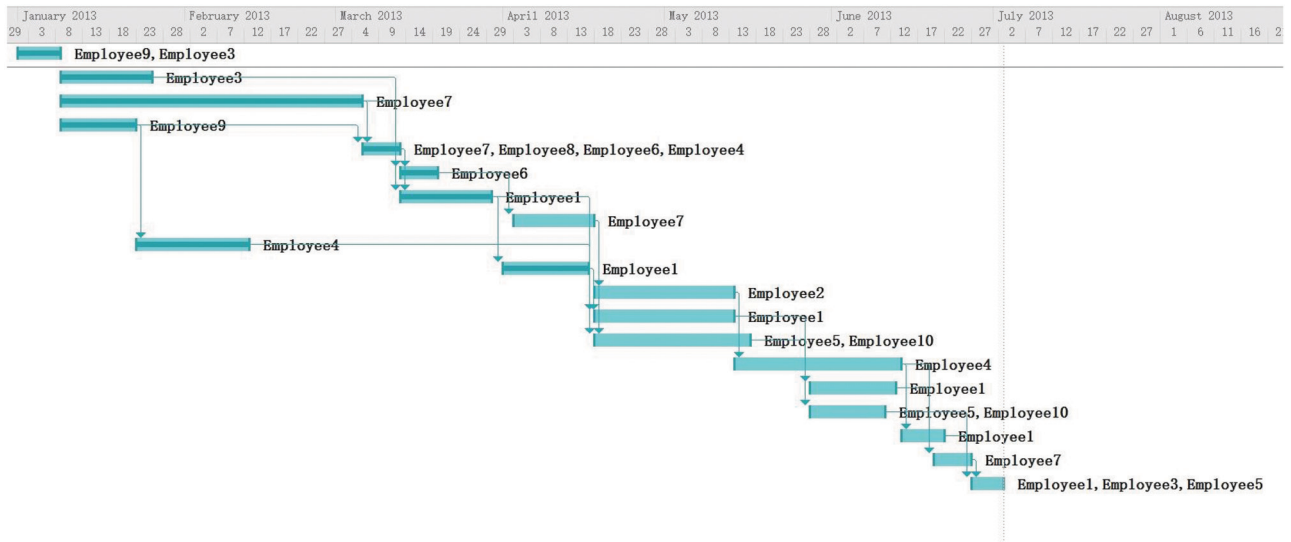 January 2013 February 2013 March 2013 April 2013 May 2013 June 2013 July 2013 August 2013
29 3 8 13 18 23 28 2 7 12 17 22 27 4 9 14 19 24 29 3 8 13 18 23 28 3 8 13 18 23 28 2 7 12 17 22 27 2 7 12 17 22 27 1 6 11 16 2
Employee9, Employee3
Employee3
Employee7
Employee9
Employee7, Employee8, Employee6, Employee4
Employee6
Employee1
Employee7
Employee4
Employee1
Employee2
Employee1
Employee5, Employee10
Employee4
Employee1
Employee5, Employee10
Employee1
Employee7
Employee1, Employee3, Employee5